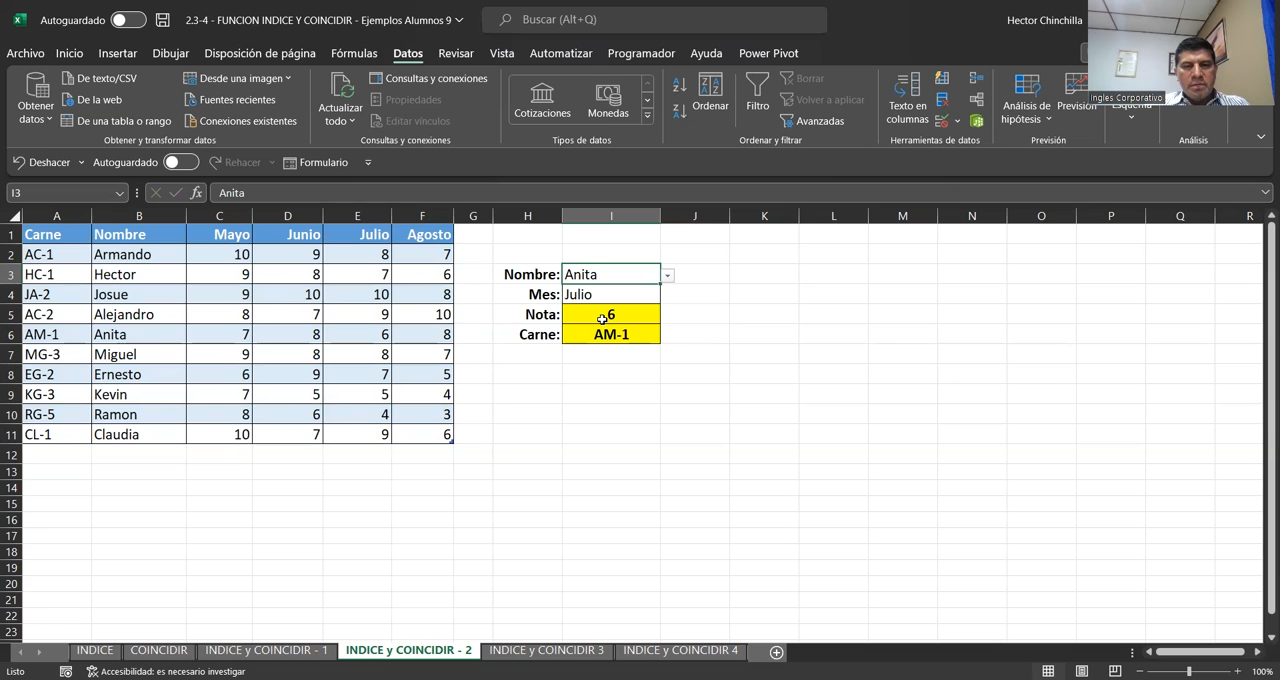 Autoguardado
2.3-4 - FUNCION INDICE Y COINCIDIR - Ejemplos Alumnos 9
Buscar (Alt+Q)
Hector Chinchilla
Archivo Inicio Insertar Dibujar Disposición de página Fórmulas Datos Revisar Vista Automatizar Programador Ayuda Power Pivot
Obtener datos
De texto/CSV
De la web
De una tabla o rango
Desde una imagen
Fuentes recientes
Conexiones existentes
Obtener y transformar datos
Actualizar todo
Consultas y conexiones
Propiedades
Editar vínculos
Consultas y conexiones
Cotizaciones
Monedas
Tipos de datos
Ordenar
Filtro
Borrar
Volver a aplicar
Avanzadas
Ordenar y filtrar
Texto en columnas
Herramientas de datos
Análisis de hipótesis
Previsión
Previsión
Esquema
Análisis
Ingles Corporativo
Deshacer Autoguardado Rehacer Formulario
I3 fx Anita
A B C D E F G H I J K L M N O P Q R
1 Carne Nombre Mayo Junio Julio Agosto
2 AC-1 Armando 10 9 8 7
3 HC-1 Hector 9 8 7 6 Nombre: Anita
4 JA-2 Josue 9 10 10 8 Mes: Julio
5 AC-2 Alejandro 8 7 9 10 Nota: 6
6 AM-1 Anita 7 8 6 8 Carne: AM-1
7 MG-3 Miguel 9 8 8 7
8 EG-2 Ernesto 6 9 7 5
9 KG-3 Kevin 7 5 5 4
10 RG-5 Ramon 8 6 4 3
11 CL-1 Claudia 10 7 9 6
12
13
14
15
16
17
18
19
20
21
22
23
INDICE COINCIDIR INDICE y COINCIDIR - 1 INDICE y COINCIDIR - 2 INDICE y COINCIDIR 3 INDICE y COINCIDIR 4
Listo Accesibilidad: es necesario investigar 100%